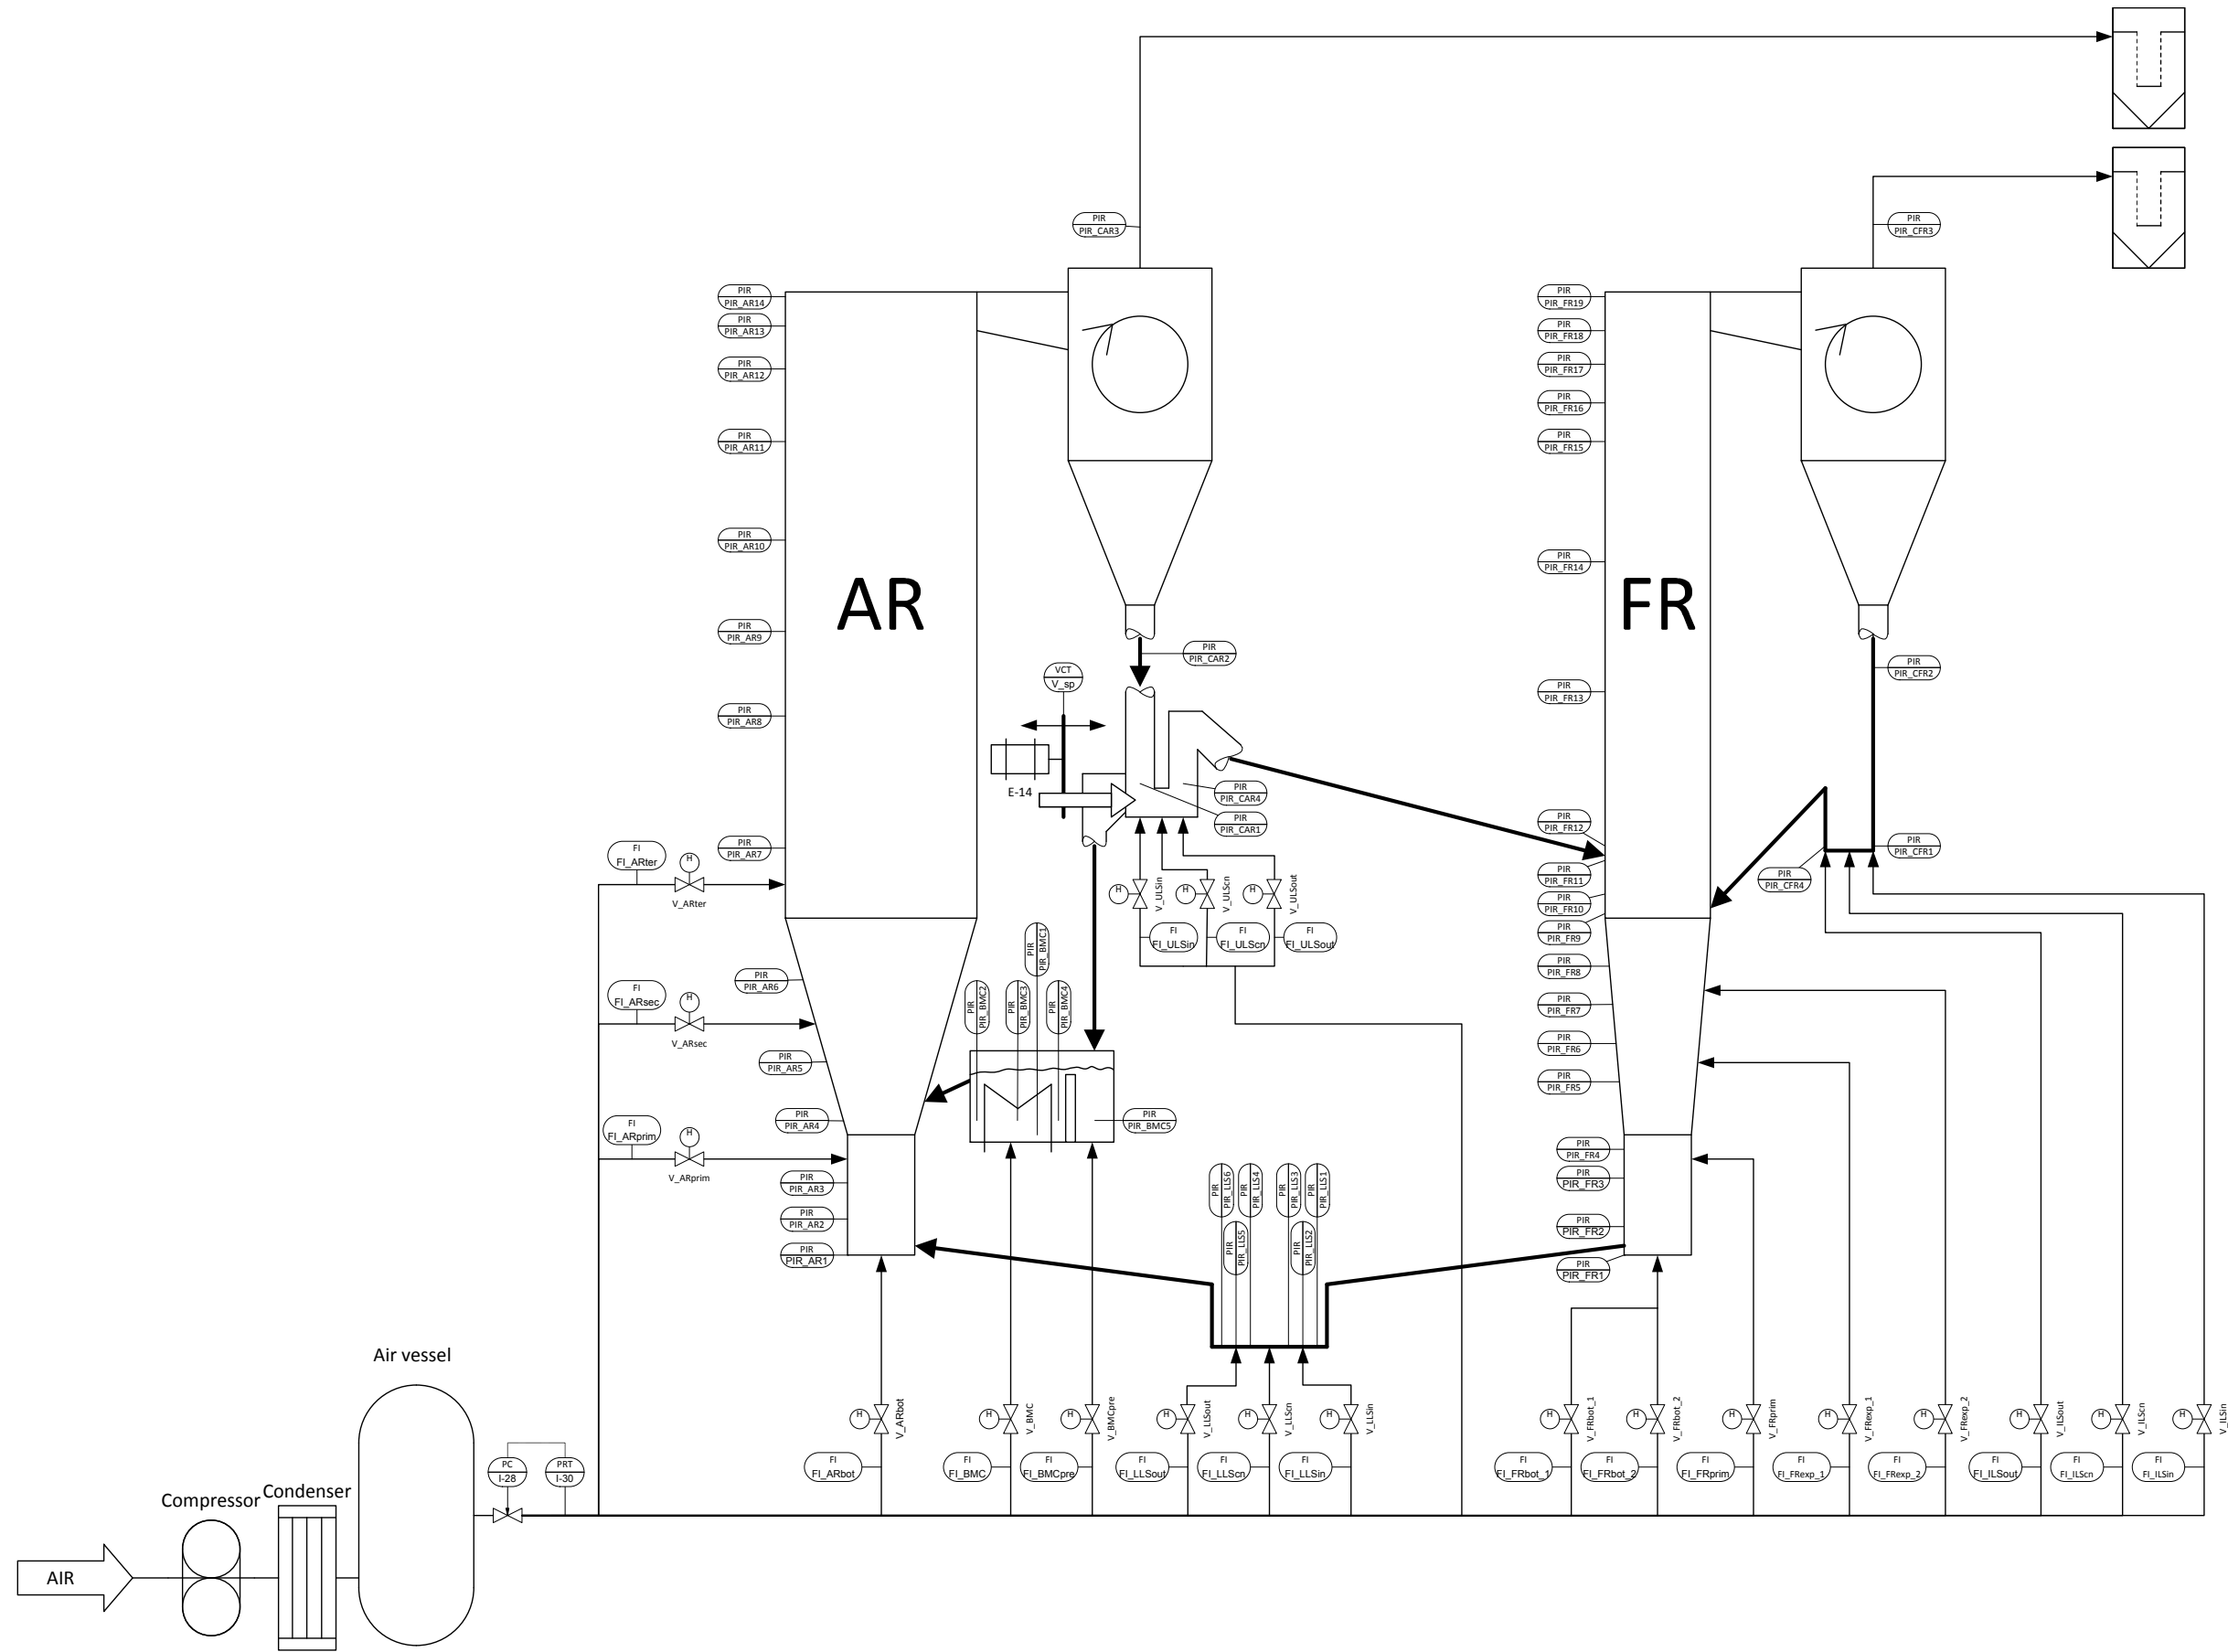 PIR
PIR_CAR3
PIR
PIR_CFR3
PIR
PIR_AR14
PIR
PIR_AR13
PIR
PIR_AR12
PIR
PIR_AR11
PIR
PIR_AR10
PIR
PIR_AR9
PIR
PIR_AR8
PIR
PIR_AR7
AR
PIR
PIR_FR19
PIR
PIR_FR18
PIR
PIR_FR17
PIR
PIR_FR16
PIR
PIR_FR15
PIR
PIR_FR14
PIR
PIR_FR13
PIR
PIR_FR12
PIR
PIR_FR11
PIR
PIR_FR10
PIR
PIR_FR9
PIR
PIR_FR8
PIR
PIR_FR7
PIR
PIR_FR6
PIR
PIR_FR5
PIR
PIR_FR4
PIR
PIR_FR3
PIR
PIR_FR2
PIR
PIR_FR1
FR
PIR
PIR_CAR2
VCT
V_sp
E-14
PIR
PIR_CAR4
PIR
PIR_CAR1
PIR
PIR_CFR2
PIR
PIR_CFR1
PIR
PIR_CFR4
FI
FI_ARter
H
V_ARter
FI
FI_ARsec
H
V_ARsec
FI
FI_ARprim
H
V_ARprim
H
V_ULSin
H
V_ULScn
H
V_ULSout
FI
FI_ULSin
FI
FI_ULScn
FI
FI_ULSout
PIR
PIR_AR6
PIR
PIR_AR5
PIR
PIR_AR4
PIR
PIR_AR3
PIR
PIR_AR2
PIR
PIR_AR1
PIR
PIR_BMC2
PIR
PIR_BMC3
PIR
PIR_BMC1
PIR
PIR_BMC4
PIR
PIR_BMC5
PIR
PIR_LLS6
PIR
PIR_LLS5
PIR
PIR_LLS4
PIR
PIR_LLS3
PIR
PIR_LLS2
PIR
PIR_LLS1
H
V_ARbot
H
V_BMC
H
V_BMCpre
H
V_LLSout
H
V_LLScn
H
V_LLSin
H
V_FRbot_1
H
V_FRbot_2
H
V_FRprim
H
V_FRexp_1
H
V_FRexp_2
H
V_ILSout
H
V_ILScn
H
V_ILSin
FI
FI_ARbot
FI
FI_BMC
FI
FI_BMCpre
FI
FI_LLSout
FI
FI_LLScn
FI
FI_LLSin
FI
FI_FRbot_1
FI
FI_FRbot_2
FI
FI_FRprim
FI
FI_FRexp_1
FI
FI_FRexp_2
FI
FI_ILSout
FI
FI_ILScn
FI
FI_ILSin
Air vessel
PC
I-28
PRT
I-30
Compressor
Condenser
AIR